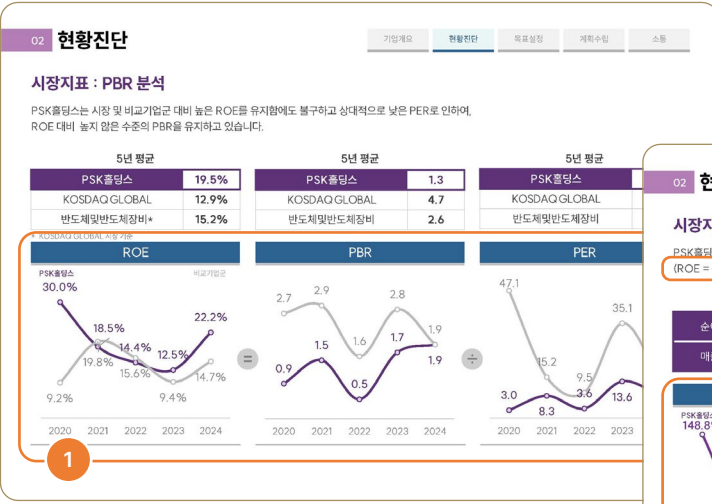 02 현황진단
기업개요 현황진단 목표설정 계획수립 소통
시장지표 : PBR 분석
PSK홀딩스는 시장 및 비교기업군 대비 높은 ROE를 유지함에도 불구하고 상대적으로 낮은 PER로 인하여,
ROE 대비 높지 않은 수준의 PBR을 유지하고 있습니다.
5년 평균
PSK홀딩스 19.5%
KOSDAQ GLOBAL 12.9%
반도체및반도체장비* 15.2%
* KOSDAQ GLOBAL 시장 기준
5년 평균
PSK홀딩스 1.3
KOSDAQ GLOBAL 4.7
반도체및반도체장비 2.6
5년 평균
PSK홀딩스
KOSDAQ GLOBAL
반도체및반도체장비
ROE
PSK홀딩스 비교기업군
30.0%
18.5%
14.4%
12.5%
22.2%
9.2%
19.8%
15.6%
9.4%
14.7%
2020 2021 2022 2023 2024
=
PBR
2.7 2.9 1.6 2.8 1.9
0.9 1.5 0.5 1.7 1.9
2020 2021 2022 2023 2024
÷
PER
47.1 15.2 9.5 35.1
3.0 8.3 3.6 13.6
2020 2021 2022 2023
1
02
시장지
PSK홀딩
(ROE =
순
매
PSK홀딩스
148.8